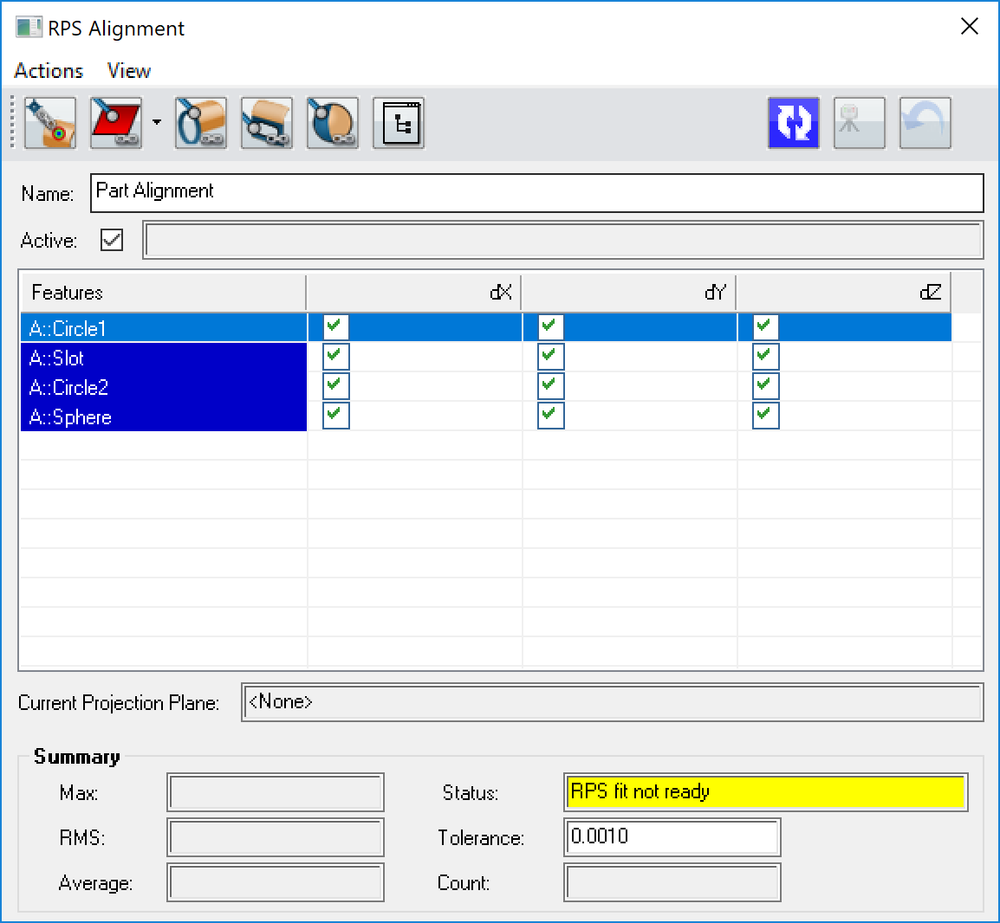 RPS Alignment
Actions View
Name: Part Alignment
Active:
Features dX dY dZ
A::Circle1
A::Slot
A::Circle2
A::Sphere
Current Projection Plane: <None>
Summary
Max: Status: RPS fit not ready
RMS: Tolerance: 0.0010
Average: Count: